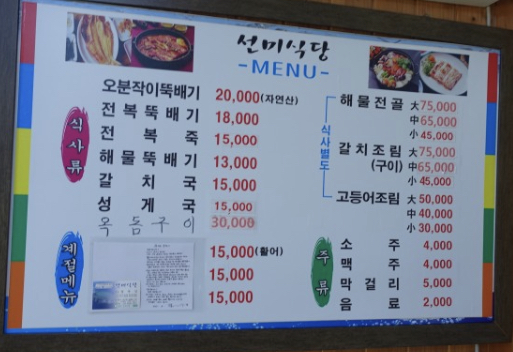 선미식당
-MENU-
식사류
오분작이뚝배기 20,000(자연산)
전복뚝배기 18,000
전복죽 15,000
해물뚝배기 13,000
갈치국 15,000
성게국 15,000
옥돔구이 30,000
계절메뉴
15,000(활어)
15,000
15,000
식사별도
해물전골 大75,000
中65,000
小45,000
갈치조림 大75,000
(구이) 中65,000
小45,000
고등어조림 大50,000
中40,000
小30,000
주류
소주 4,000
맥주 4,000
막걸리 5,000
음료 2,000